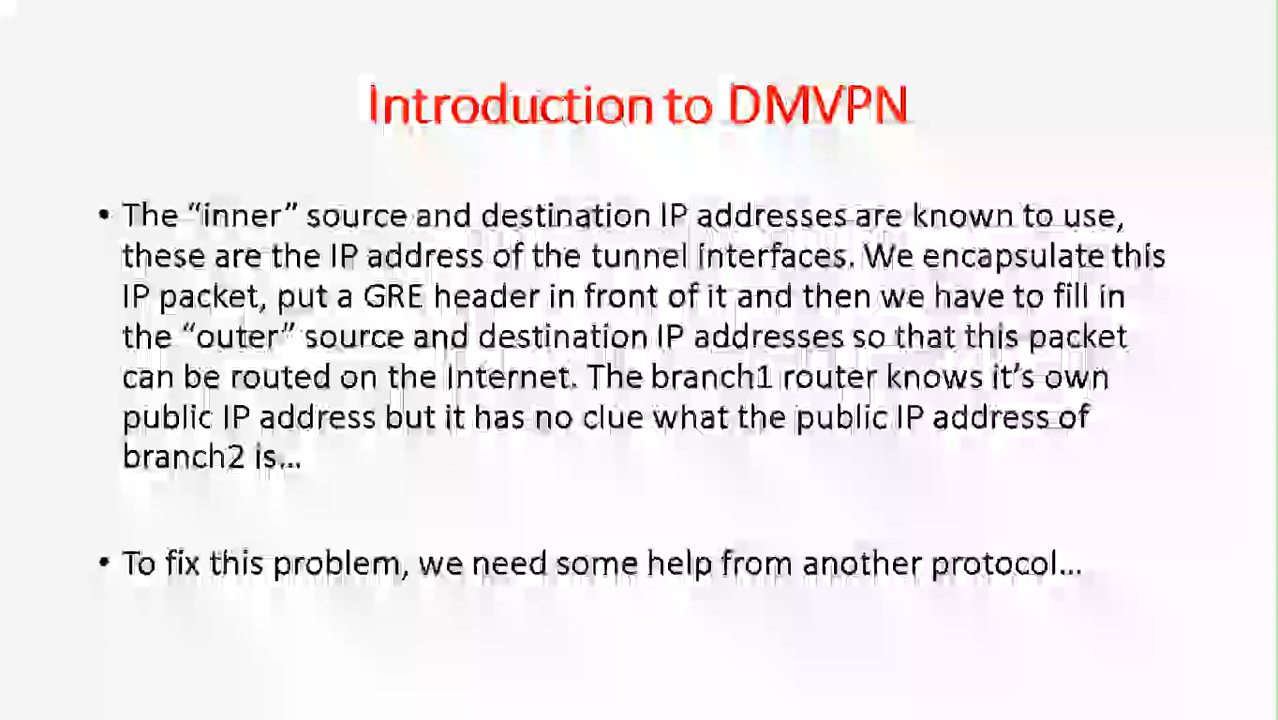 Introduction to DMVPN
• The “inner” source and destination IP addresses are known to use,
these are the IP address of the tunnel interfaces. We encapsulate this
IP packet, put a GRE header in front of it and then we have to fill in
the “outer” source and destination IP addresses so that this packet
can be routed on the Internet. The branch1 router knows it’s own
public IP address but it has no clue what the public IP address of
branch2 is…
• To fix this problem, we need some help from another protocol…